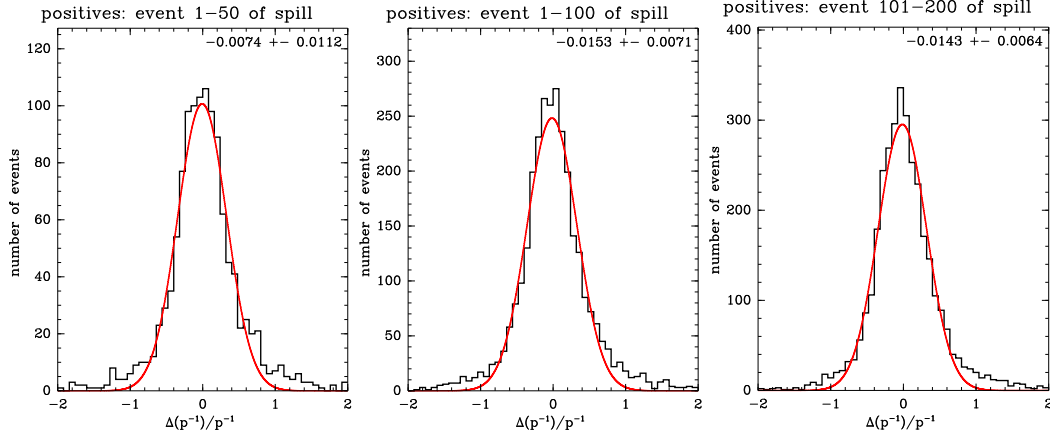 positives: event 1−50 of spill
−0.0074 +− 0.0112
number of events
120
100
80
60
40
20
0
−2 −1 0 1 2
Δ(p⁻¹)/p⁻¹
positives: event 1−100 of spill
−0.0153 +− 0.0071
number of events
300
250
200
150
100
50
0
−2 −1 0 1 2
Δ(p⁻¹)/p⁻¹
positives: event 101−200 of spill
−0.0143 +− 0.0064
number of events
400
300
200
100
0
−2 −1 0 1 2
Δ(p⁻¹)/p⁻¹